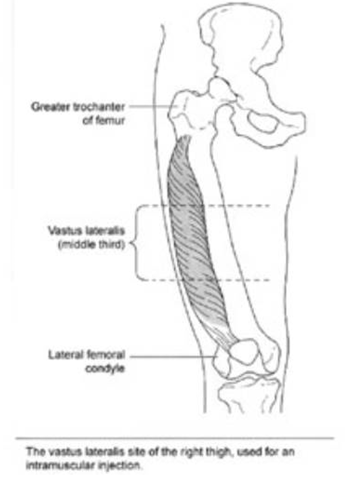 Greater trochanter
of femur
Vastus lateralis
(middle third)
Lateral femoral
condyle
The vastus lateralis site of the right thigh, used for an
intramuscular injection.